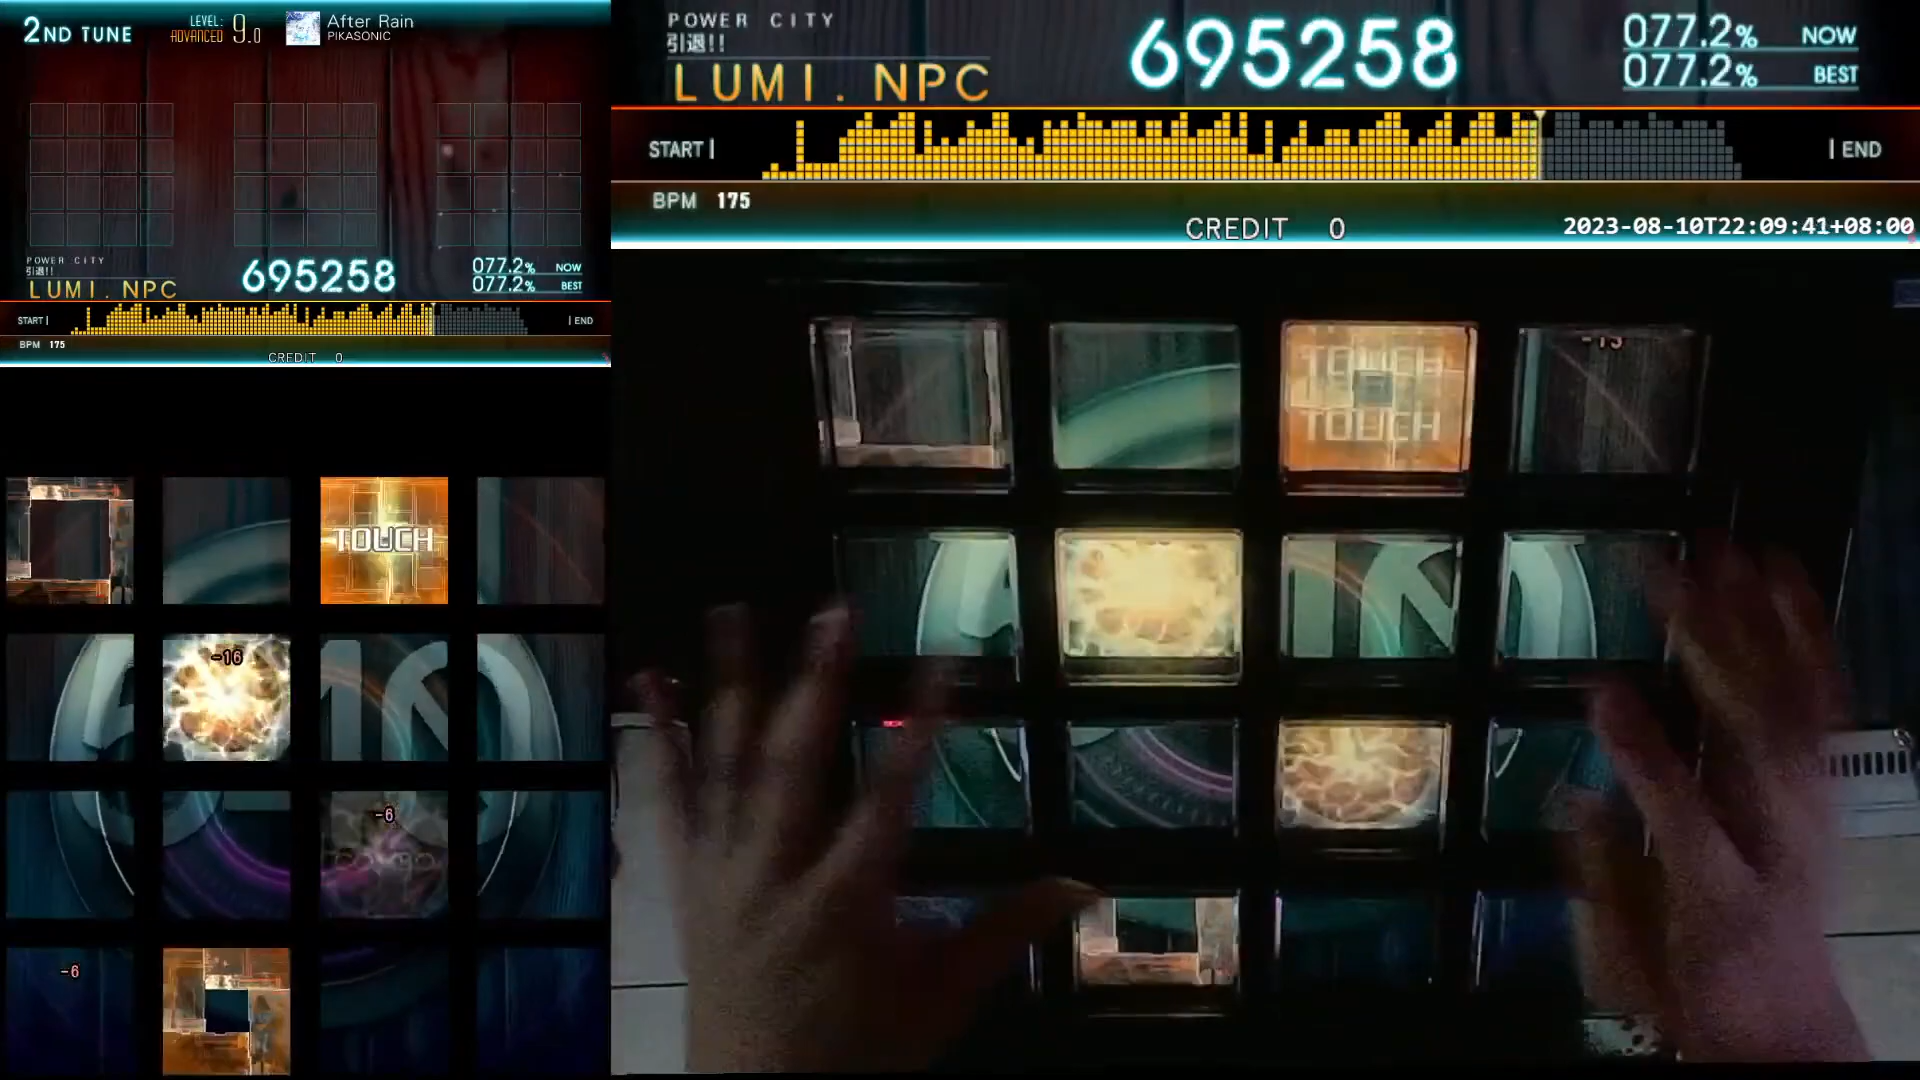 2ND TUNE
LEVEL:
ADVANCED 9.0
After Rain
PIKASONIC
POWER CITY
引退!!
LUMI.NPC
695258
077.2% NOW
077.2% BEST
START
END
BPM 175
CREDIT 0
POWER CITY
引退!!
LUMI.NPC
695258
077.2% NOW
077.2% BEST
START
END
BPM 175
CREDIT 0
2023-08-10T22:09:41+08:00
TOUCH
-16
-6
-6
TOUCH
TOUCH
-13